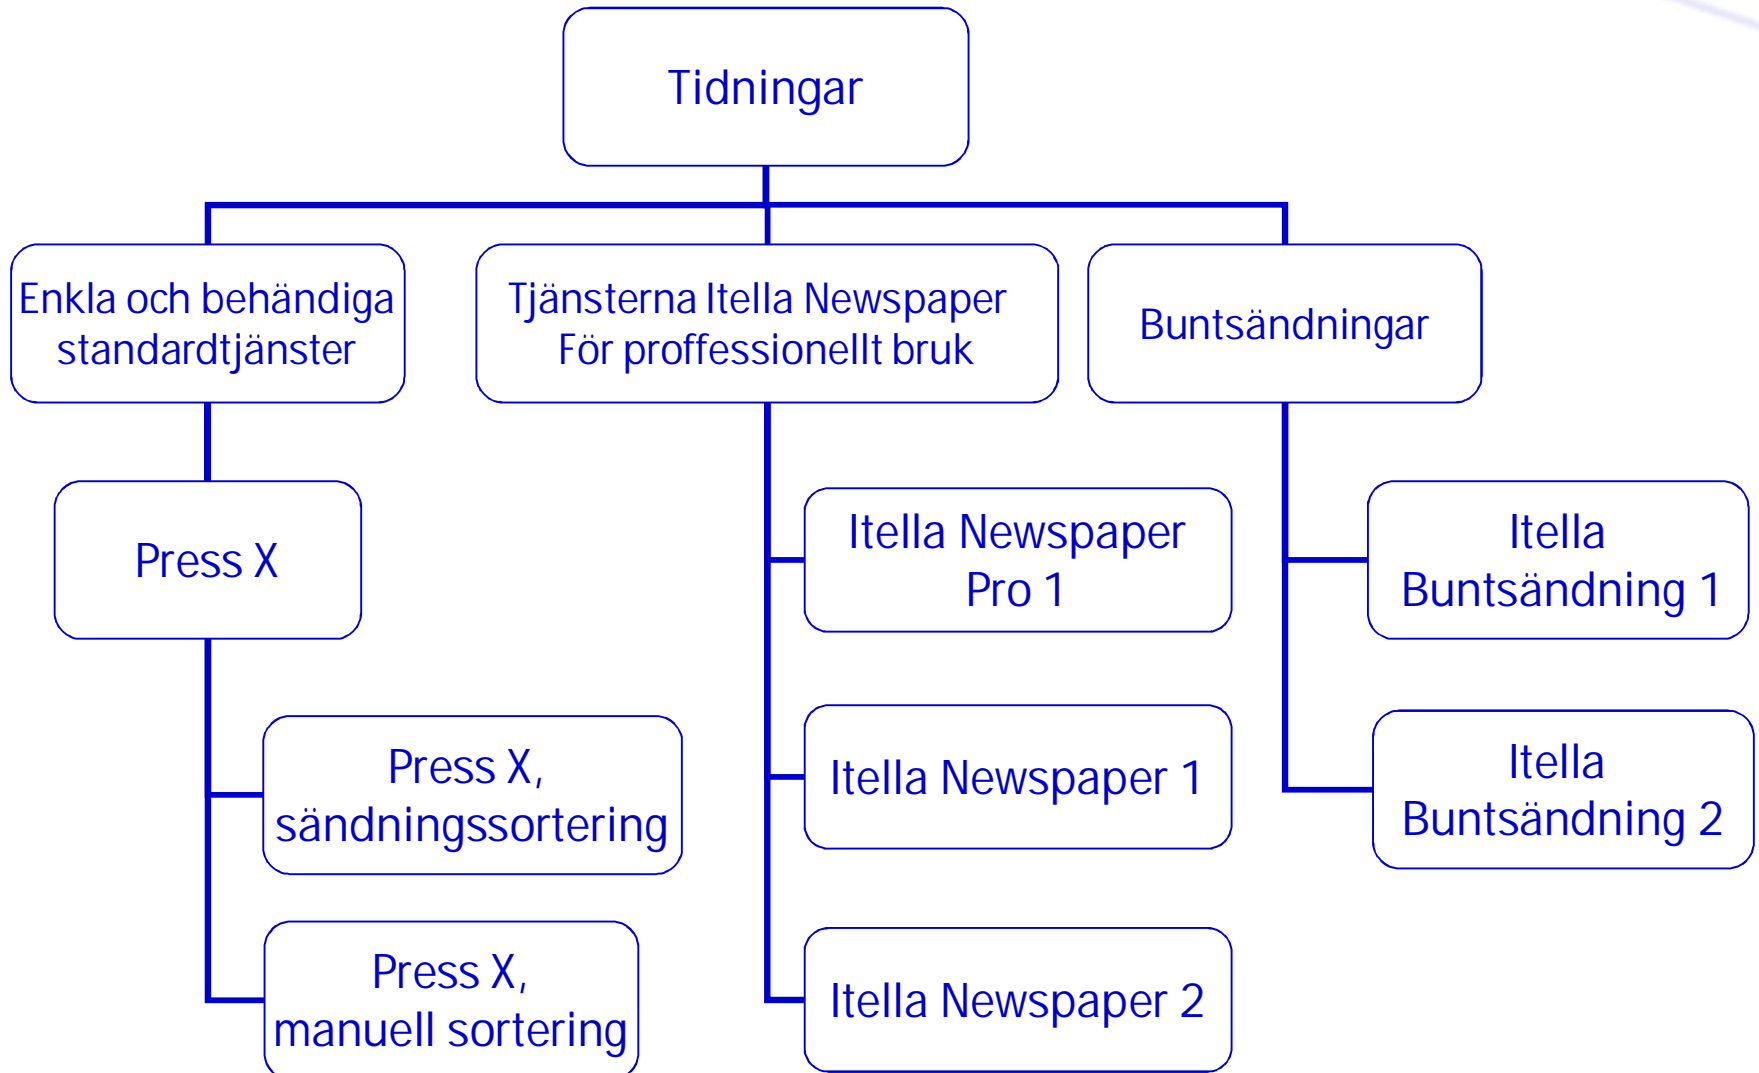 Tidningar
Enkla och behändiga
standardtjänster
Tjänsterna Itella Newspaper
För proffessionellt bruk
Buntsändningar
Press X
Press X,
sändningssortering
Press X,
manuell sortering
Itella Newspaper
Pro 1
Itella Newspaper 1
Itella Newspaper 2
Itella
Buntsändning 1
Itella
Buntsändning 2